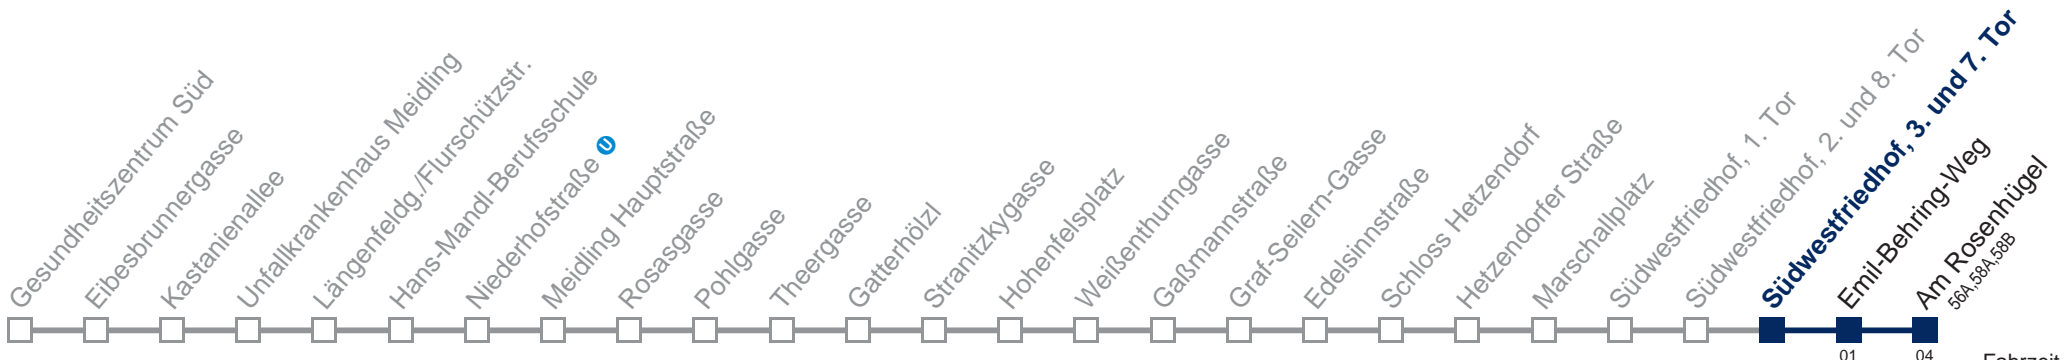 Gesundheitszentrum Süd
Eibesbrunnergasse
Kastanienallee
Unfallkrankenhaus Meidling
Längenfeldg./Flurschützstr.
Hans-Mandl-Berufsschule
Niederhofstraße U
Meidling Hauptstraße
Rosasgasse
Pohlgasse
Theergasse
Gatterhölzl
Stranitzkygasse
Hohenfelsplatz
Weißenthurngasse
Gaßmannstraße
Graf-Seilern-Gasse
Edelsinnstraße
Schloss Hetzendorf
Hetzendorfer Straße
Marschallplatz
Südwestfriedhof, 1. Tor
Südwestfriedhof, 2. und 8. Tor
Südwestfriedhof, 3. und 7. Tor
Emil-Behring-Weg
Am Rosenhügel
56A,58A,58B
01
04
Fahrzeit